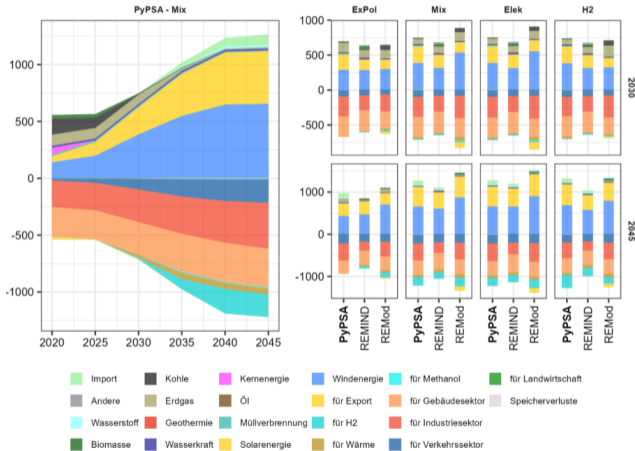 PyPSA - Mix
ExPol
Mix
Elek
H2
1000
500
0
-500
-1000
2020
2025
2030
2035
2040
2045
1000
500
0
-500
2030
1000
0
-1000
2045
PyPSA
REMIND
REMod
PyPSA
REMIND
REMod
PyPSA
REMIND
REMod
PyPSA
REMIND
REMod
Import
Kohle
Kernenergie
Windenergie
für Methanol
für Landwirtschaft
Andere
Erdgas
Öl
für Export
für Gebäudesektor
Speicherverluste
Wasserstoff
Geothermie
Müllverbrennung
für H2
für Industriesektor
Biomasse
Wasserkraft
Solarenergie
für Wärme
für Verkehrssektor